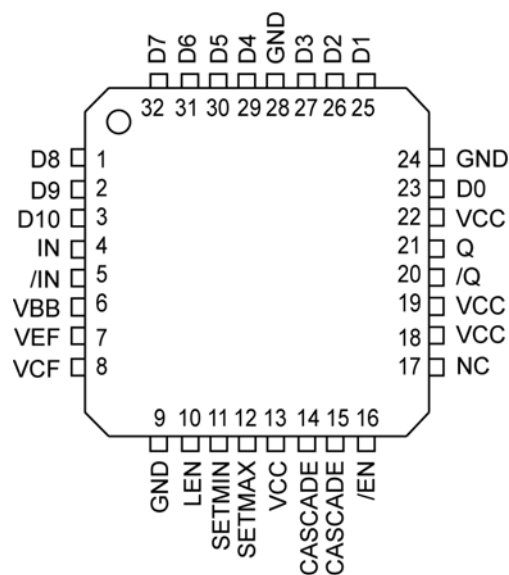 D7 D6 D5 D4 GND D3 D2 D1
32 31 30 29 28 27 26 25
D8 1 24 GND
D9 2 23 D0
D10 3 22 VCC
IN 4 21 Q
/IN 5 20 /Q
VBB 6 19 VCC
VEF 7 18 VCC
VCF 8 17 NC
9 10 11 12 13 14 15 16
GND LEN SETMIN SETMAX VCC CASCADE CASCADE /EN